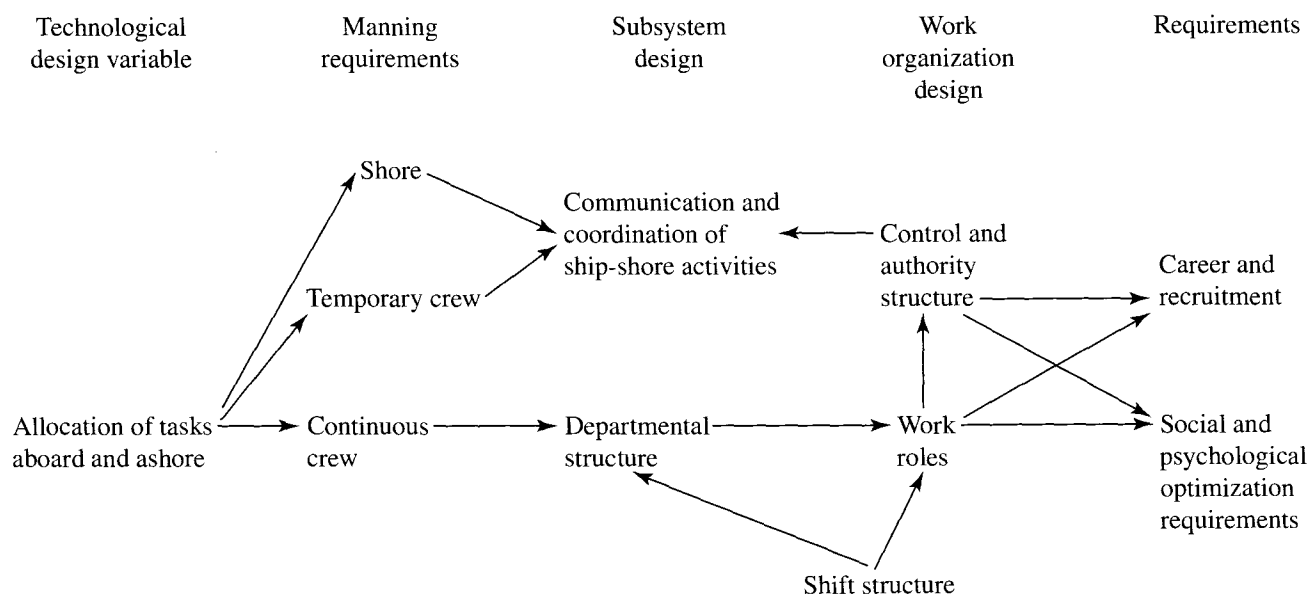 Technological
design variable
Manning
requirements
Subsystem
design
Work
organization
design
Requirements
Shore
Communication and
coordination of
ship-shore activities
Control and
authority
structure
Career and
recruitment
Temporary crew
Allocation of tasks
aboard and ashore
Continuous
crew
Departmental
structure
Work
roles
Social and
psychological
optimization
requirements
Shift structure